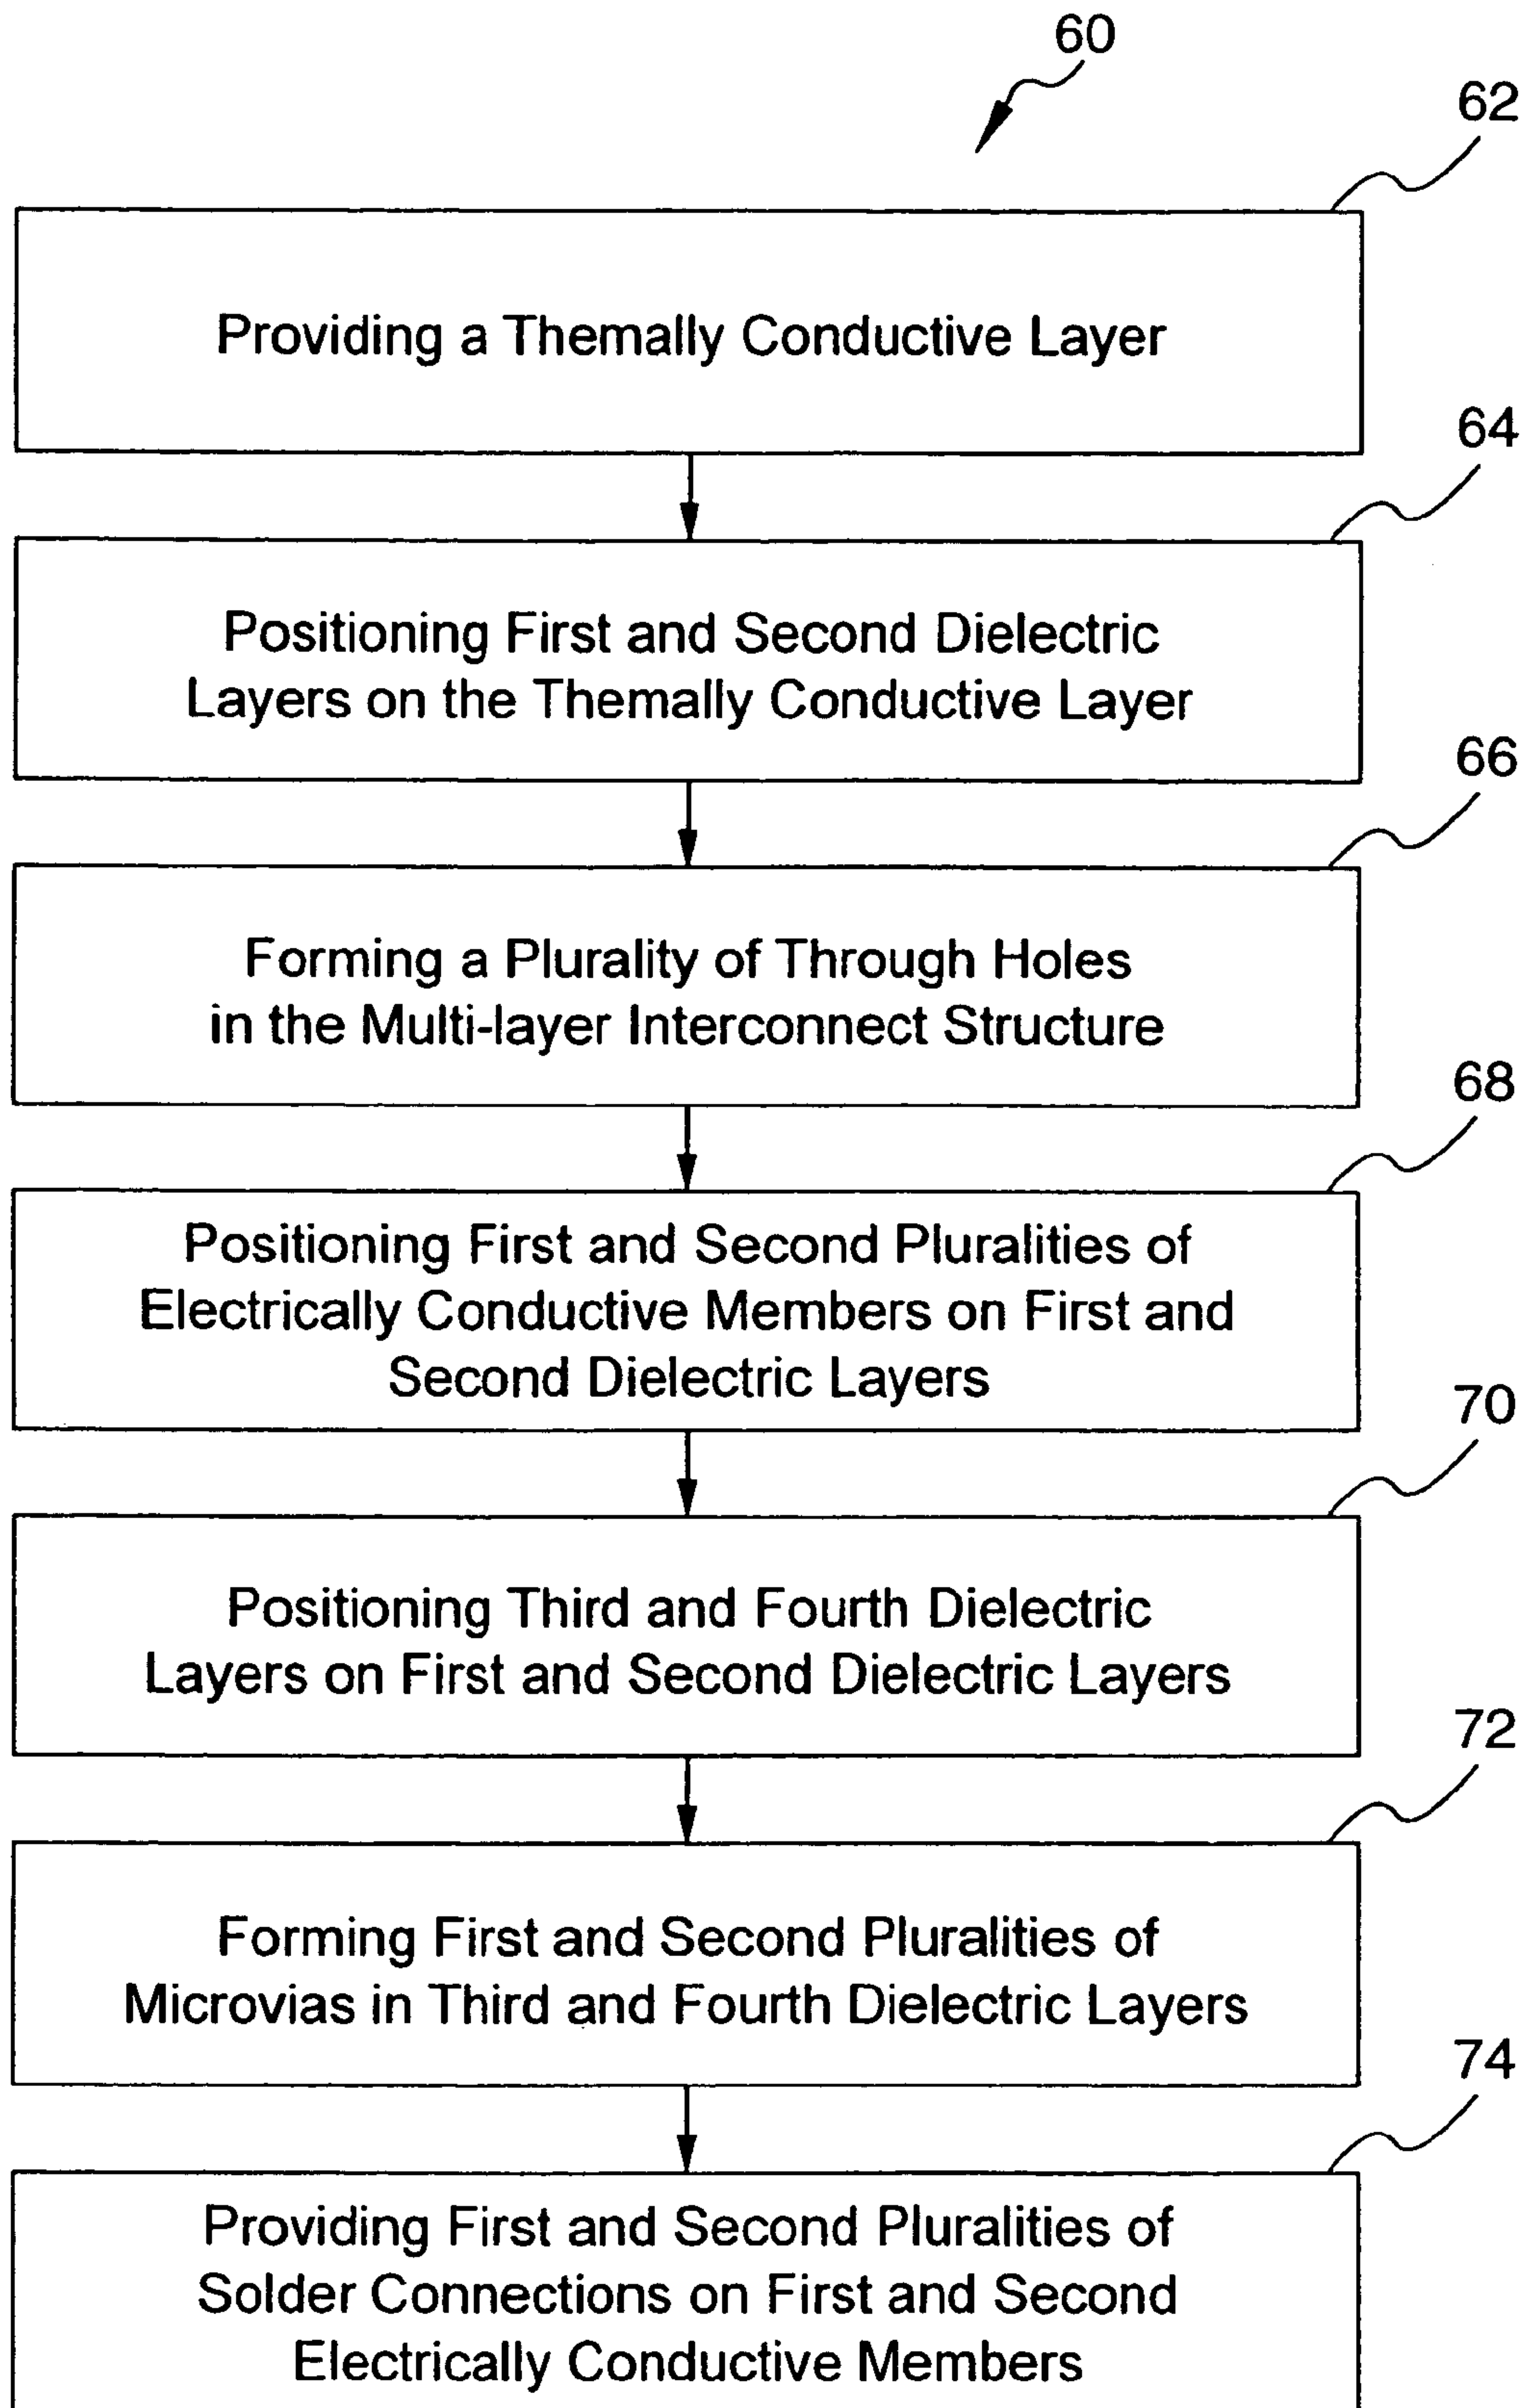 60
62
Providing a Themally Conductive Layer
64
Positioning First and Second Dielectric
Layers on the Themally Conductive Layer
66
Forming a Plurality of Through Holes
in the Multi-layer Interconnect Structure
68
Positioning First and Second Pluralities of
Electrically Conductive Members on First and
Second Dielectric Layers
70
Positioning Third and Fourth Dielectric
Layers on First and Second Dielectric Layers
72
Forming First and Second Pluralities of
Microvias in Third and Fourth Dielectric Layers
74
Providing First and Second Pluralities of
Solder Connections on First and Second
Electrically Conductive Members